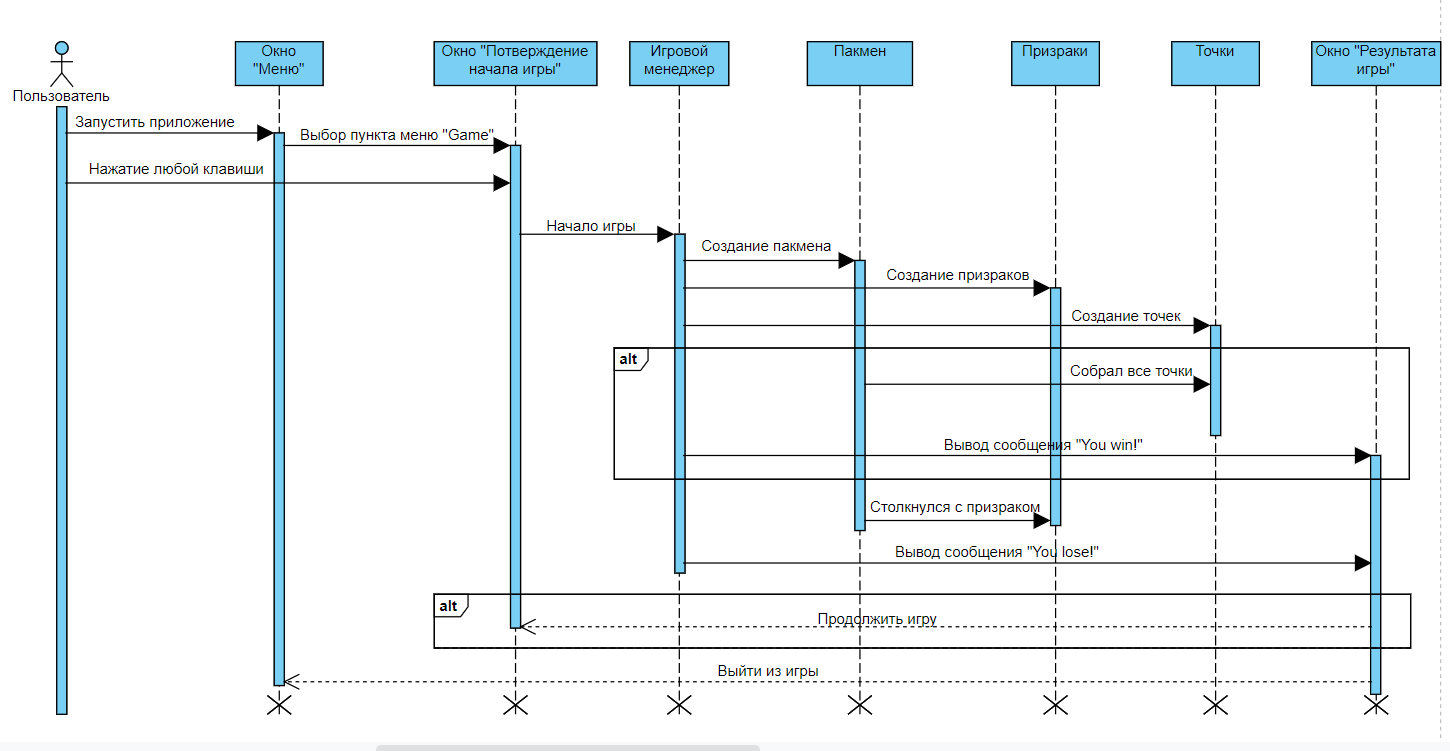 Пользователь
Окно
"Меню"
Окно "Потверждение
начала игры"
Игровой
менеджер
Пакмен
Призраки
Точки
Окно "Результата
игры"
Запустить приложение
Выбор пункта меню "Game"
Нажатие любой клавиши
Начало игры
Создание пакмена
Создание призраков
Создание точек
alt
Собрал все точки
Вывод сообщения "You win!"
Столкнулся с призраком
Вывод сообщения "You lose!"
alt
Продолжить игру
Выйти из игры